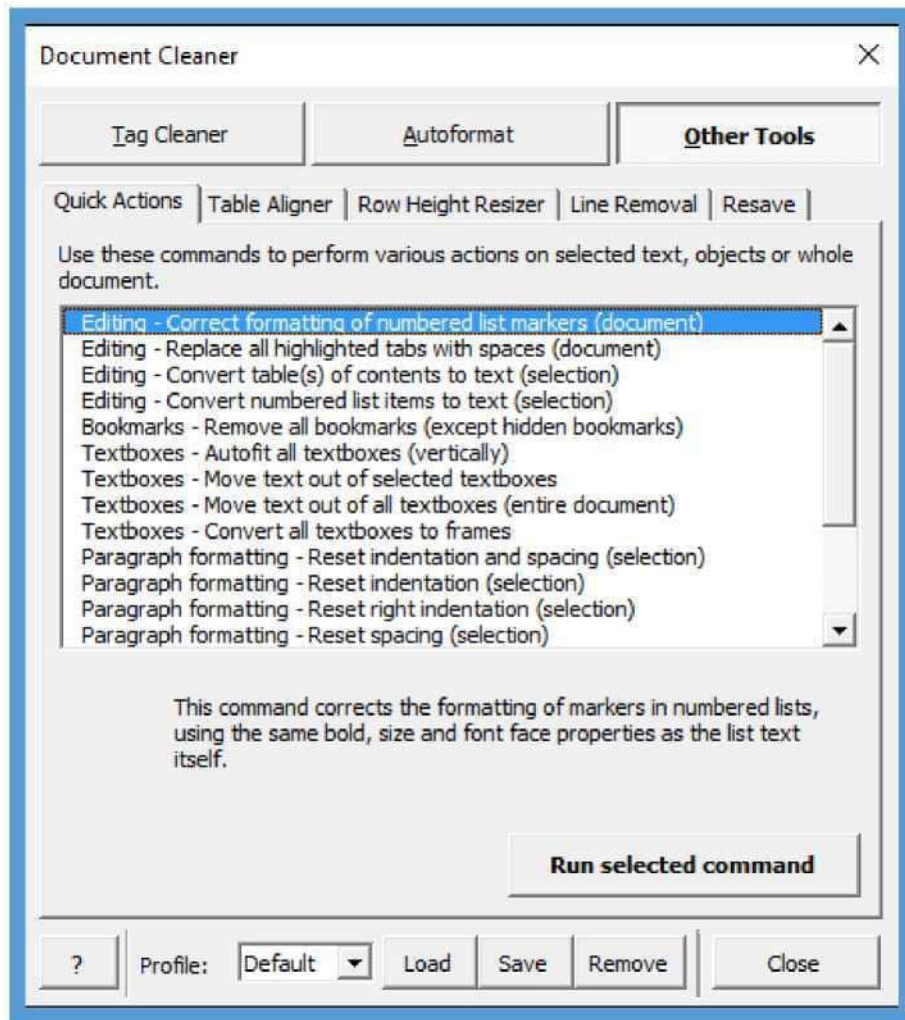 Document Cleaner
Tag Cleaner
Autoformat
Other Tools
Quick Actions
Table Aligner
Row Height Resizer
Line Removal
Resave
Use these commands to perform various actions on selected text, objects or whole
document.
Editing - Correct formatting of numbered list markers (document)
Editing - Replace all highlighted tabs with spaces (document)
Editing - Convert table(s) of contents to text (selection)
Editing - Convert numbered list items to text (selection)
Bookmarks - Remove all bookmarks (except hidden bookmarks)
Textboxes - Autofit all textboxes (vertically)
Textboxes - Move text out of selected textboxes
Textboxes - Move text out of all textboxes (entire document)
Textboxes - Convert all textboxes to frames
Paragraph formatting - Reset indentation and spacing (selection)
Paragraph formatting - Reset indentation (selection)
Paragraph formatting - Reset right indentation (selection)
Paragraph formatting - Reset spacing (selection)
This command corrects the formatting of markers in numbered lists,
using the same bold, size and font face properties as the list text
itself.
Run selected command
?
Profile:
Default
Load
Save
Remove
Close